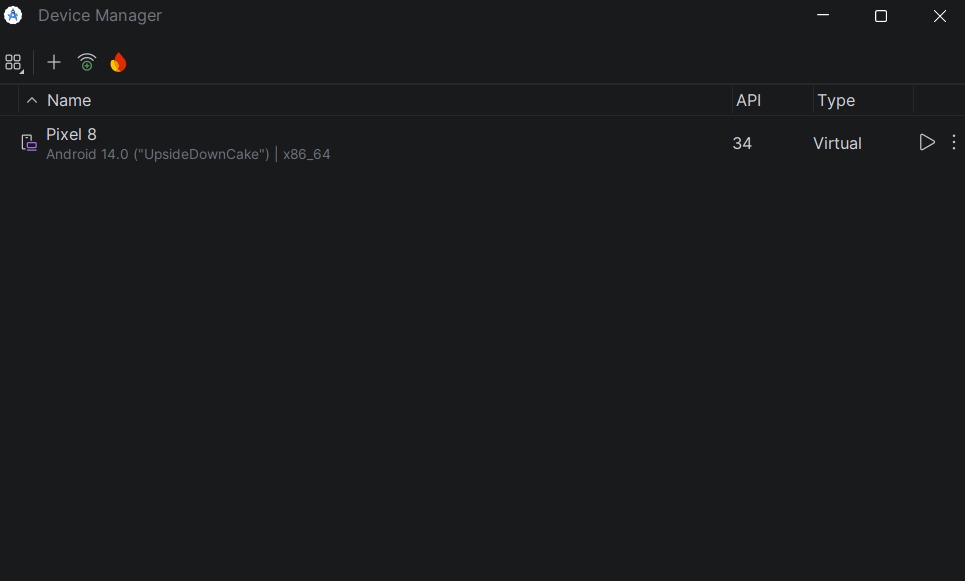 Device Manager
Name API Type
Pixel 8
Android 14.0 ("UpsideDownCake") | x86_64
34 Virtual